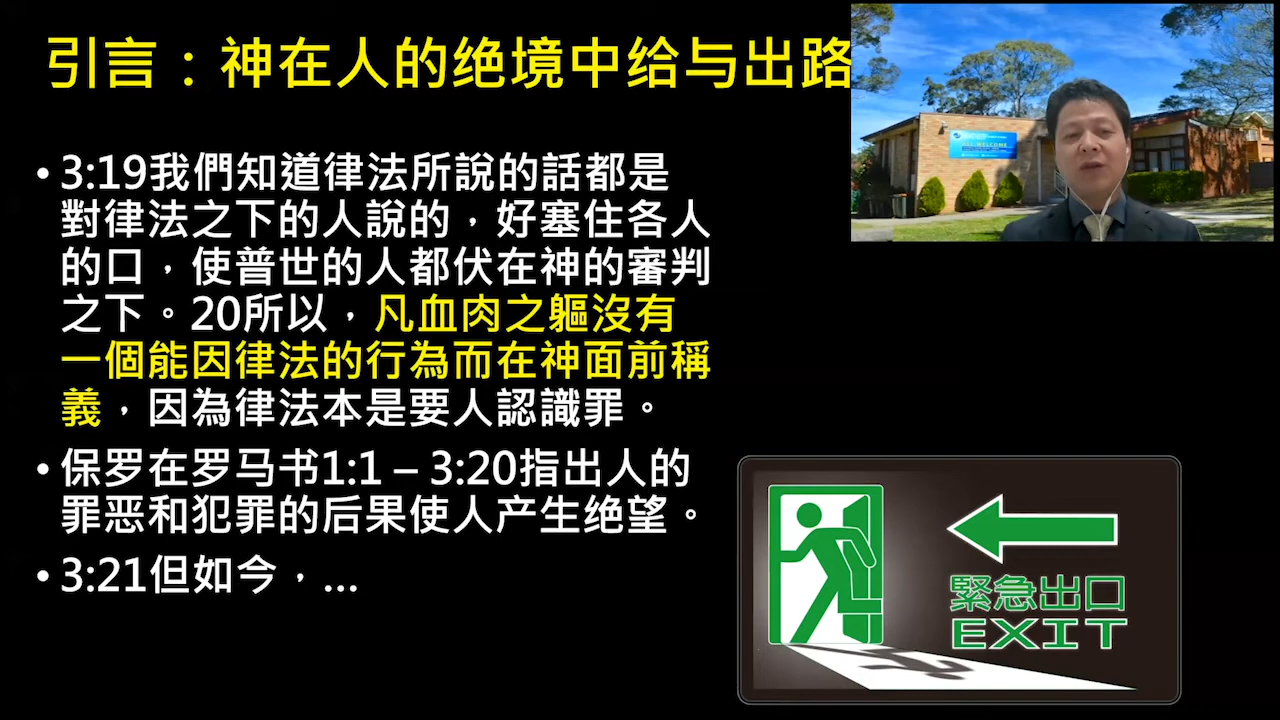 引言：神在人的绝境中给与出路
• 3:19我們知道律法所說的話都是
對律法之下的人說的，好塞住各人
的口，使普世的人都伏在神的審判
之下。20所以，凡血肉之軀沒有
一個能因律法的行為而在神面前稱
義，因為律法本是要人認識罪。
• 保罗在罗马书1:1 – 3:20指出人的
罪恶和犯罪的后果使人产生绝望。
• 3:21但如今，…
WELCOME
緊急出口
EXIT